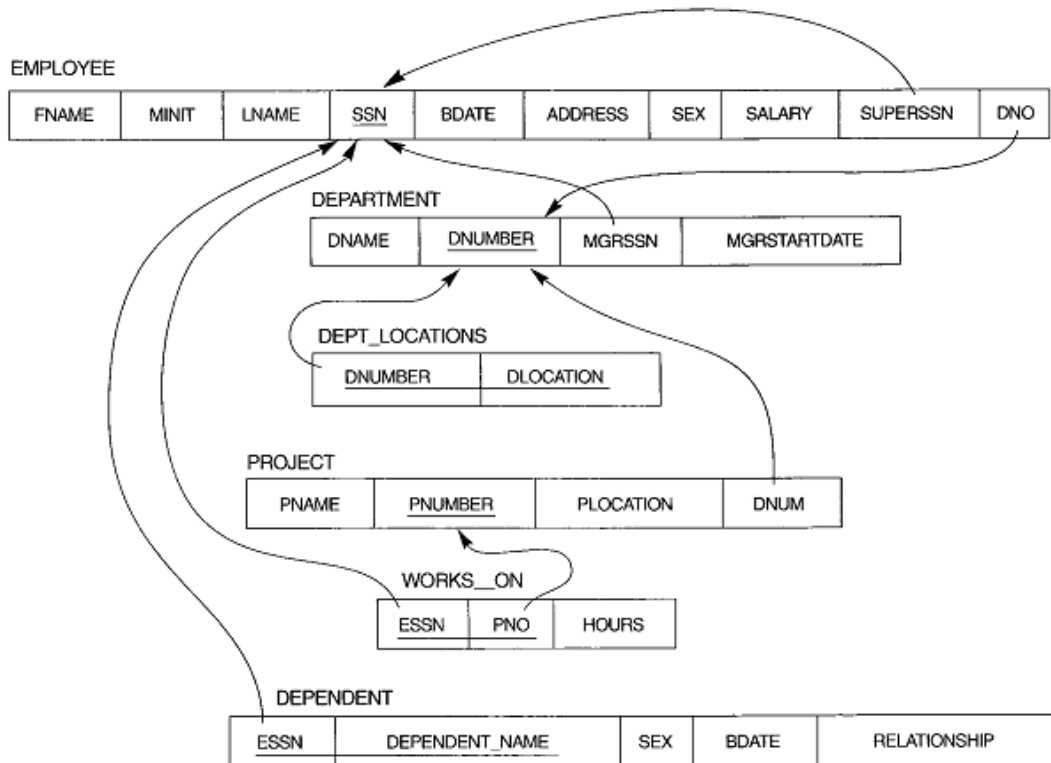 EMPLOYEE
FNAME MINIT LNAME SSN BDATE ADDRESS SEX SALARY SUPERSSN DNO
DEPARTMENT
DNAME DNUMBER MGRSSN MGRSTARTDATE
DEPT_LOCATIONS
DNUMBER DLOCATION
PROJECT
PNAME PNUMBER PLOCATION DNUM
WORKS__ON
ESSN PNO HOURS
DEPENDENT
ESSN DEPENDENT_NAME SEX BDATE RELATIONSHIP